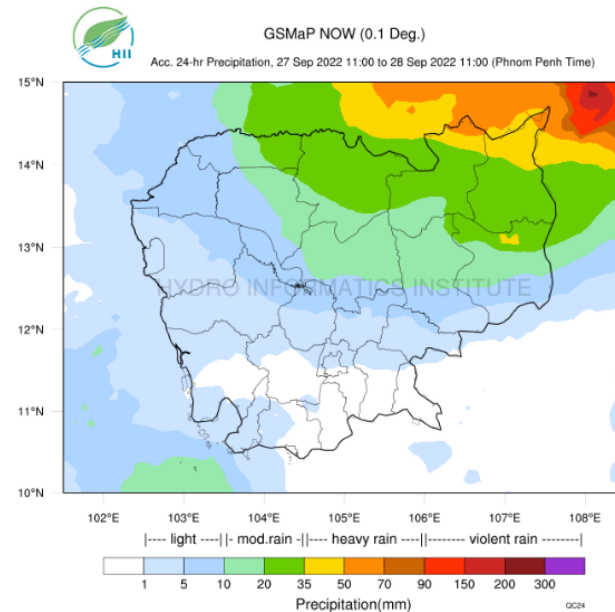 HII
GSMaP NOW (0.1 Deg.)
Acc. 24-hr Precipitation, 27 Sep 2022 11:00 to 28 Sep 2022 11:00 (Phnom Penh Time)
15°N
14°N
13°N
HYDRO INFORMATICS INSTITUTE
12°N
11°N
10°N
102°E 103°E 104°E 105°E 106°E 107°E 108°E
|---- light ----||- mod.rain -||---- heavy rain ----||-------- violent rain --------|
1 5 10 20 35 50 70 90 150 200 300
Precipitation(mm)
QC24